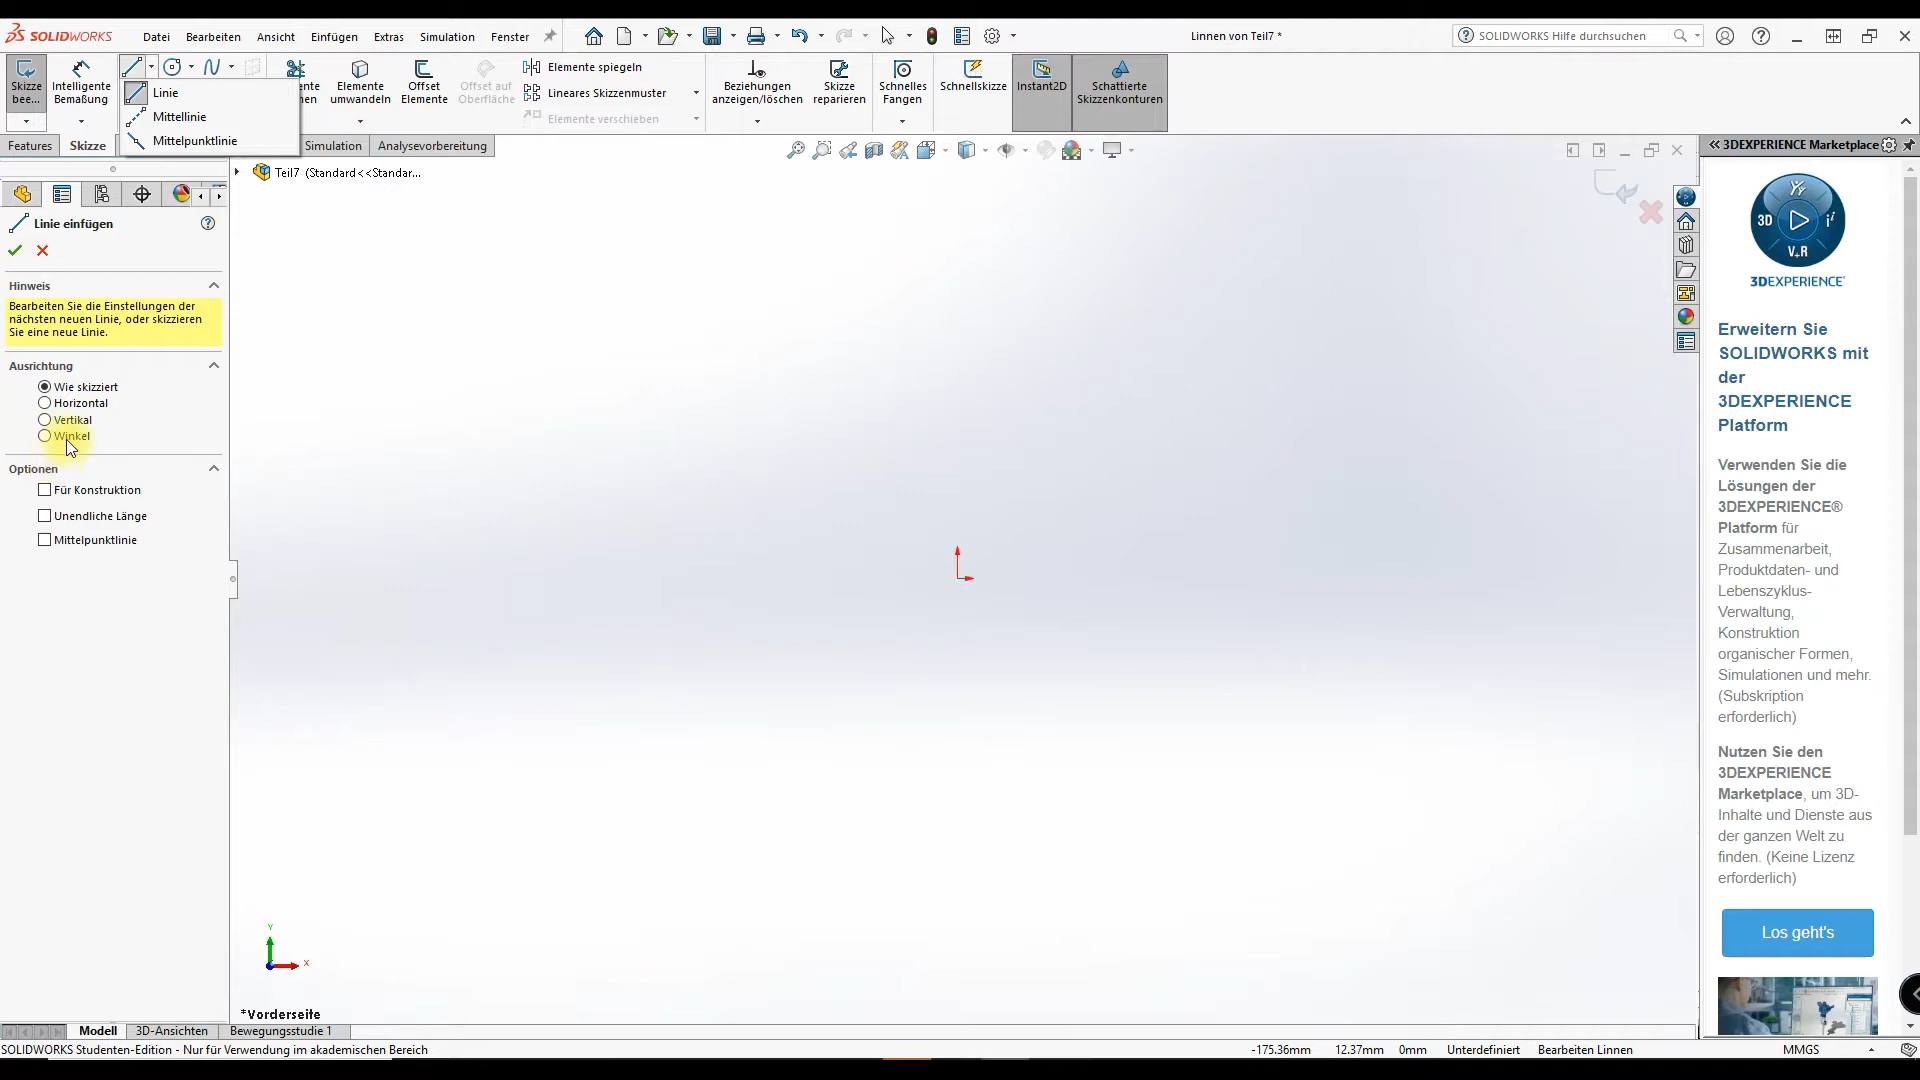 SOLIDWORKS
Datei
Bearbeiten
Ansicht
Einfügen
Extras
Simulation
Fenster
Linnen von Teil7 *
SOLIDWORKS Hilfe durchsuchen
Skizze
bee...
Intelligente
Bemaßung
Elemente
umwandeln
Offset
Elemente
Offset auf
Oberfläche
Elemente spiegeln
Lineares Skizzenmuster
Elemente verschieben
Beziehungen
anzeigen/löschen
Skizze
reparieren
Schnelles
Fangen
Schnellskizze
Instant2D
Schattierte
Skizzenkonturen
Linie
Mittellinie
Mittelpunktlinie
Features
Skizze
Simulation
Analysevorbereitung
Teil7 (Standard<<Standar...
Linie einfügen
Hinweis
Bearbeiten Sie die Einstellungen der
nächsten neuen Linie, oder skizzieren
Sie eine neue Linie.
Ausrichtung
Wie skizziert
Horizontal
Vertikal
Winkel
Optionen
Für Konstruktion
Unendliche Länge
Mittelpunktlinie
Y
X
*Vorderseite
3DEXPERIENCE Marketplace
3D
V+R
3DEXPERIENCE
Erweitern Sie
SOLIDWORKS mit
der
3DEXPERIENCE
Platform
Verwenden Sie die
Lösungen der
3DEXPERIENCE®
Platform für
Zusammenarbeit,
Produktdaten- und
Lebenszyklus-
Verwaltung,
Konstruktion
organischer Formen,
Simulationen und mehr.
(Subskription
erforderlich)
Nutzen Sie den
3DEXPERIENCE
Marketplace, um 3D-
Inhalte und Dienste aus
der ganzen Welt zu
finden. (Keine Lizenz
erforderlich)
Los geht's
Modell
3D-Ansichten
Bewegungsstudie 1
SOLIDWORKS Studenten-Edition - Nur für Verwendung im akademischen Bereich
-175.36mm
12.37mm
0mm
Unterdefiniert
Bearbeiten Linnen
MMGS